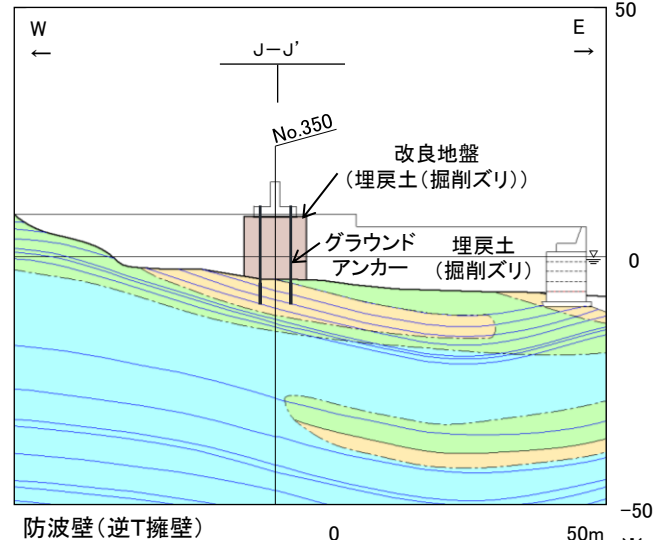 50
W
E
←
→
J－J’
No.350
改良地盤
（埋戻土（掘削ズリ））
グラウンド
アンカー
埋戻土
（掘削ズリ）
0
-50
防波壁（逆T擁壁）
0
50m